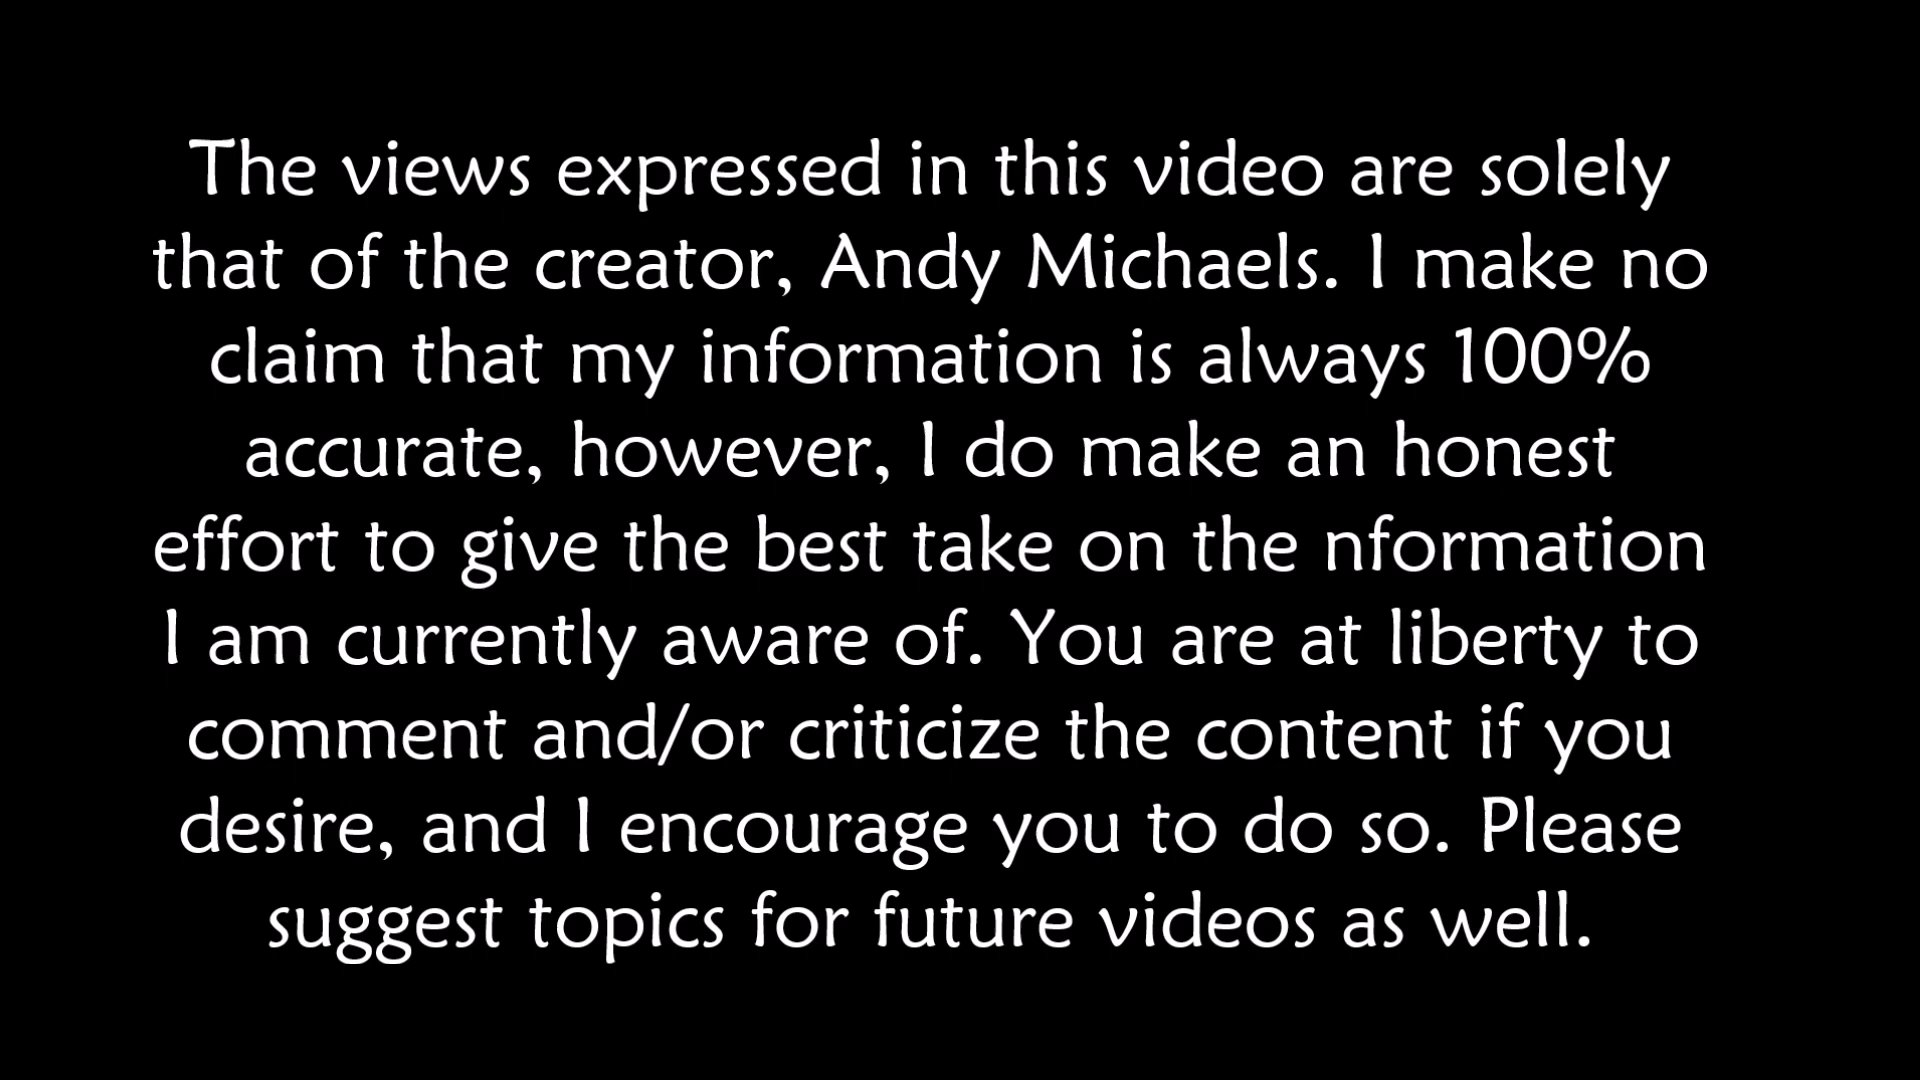 The views expressed in this video are solely
that of the creator, Andy Michaels. I make no
claim that my information is always 100%
accurate, however, I do make an honest
effort to give the best take on the nformation
I am currently aware of. You are at liberty to
comment and/or criticize the content if you
desire, and I encourage you to do so. Please
suggest topics for future videos as well.